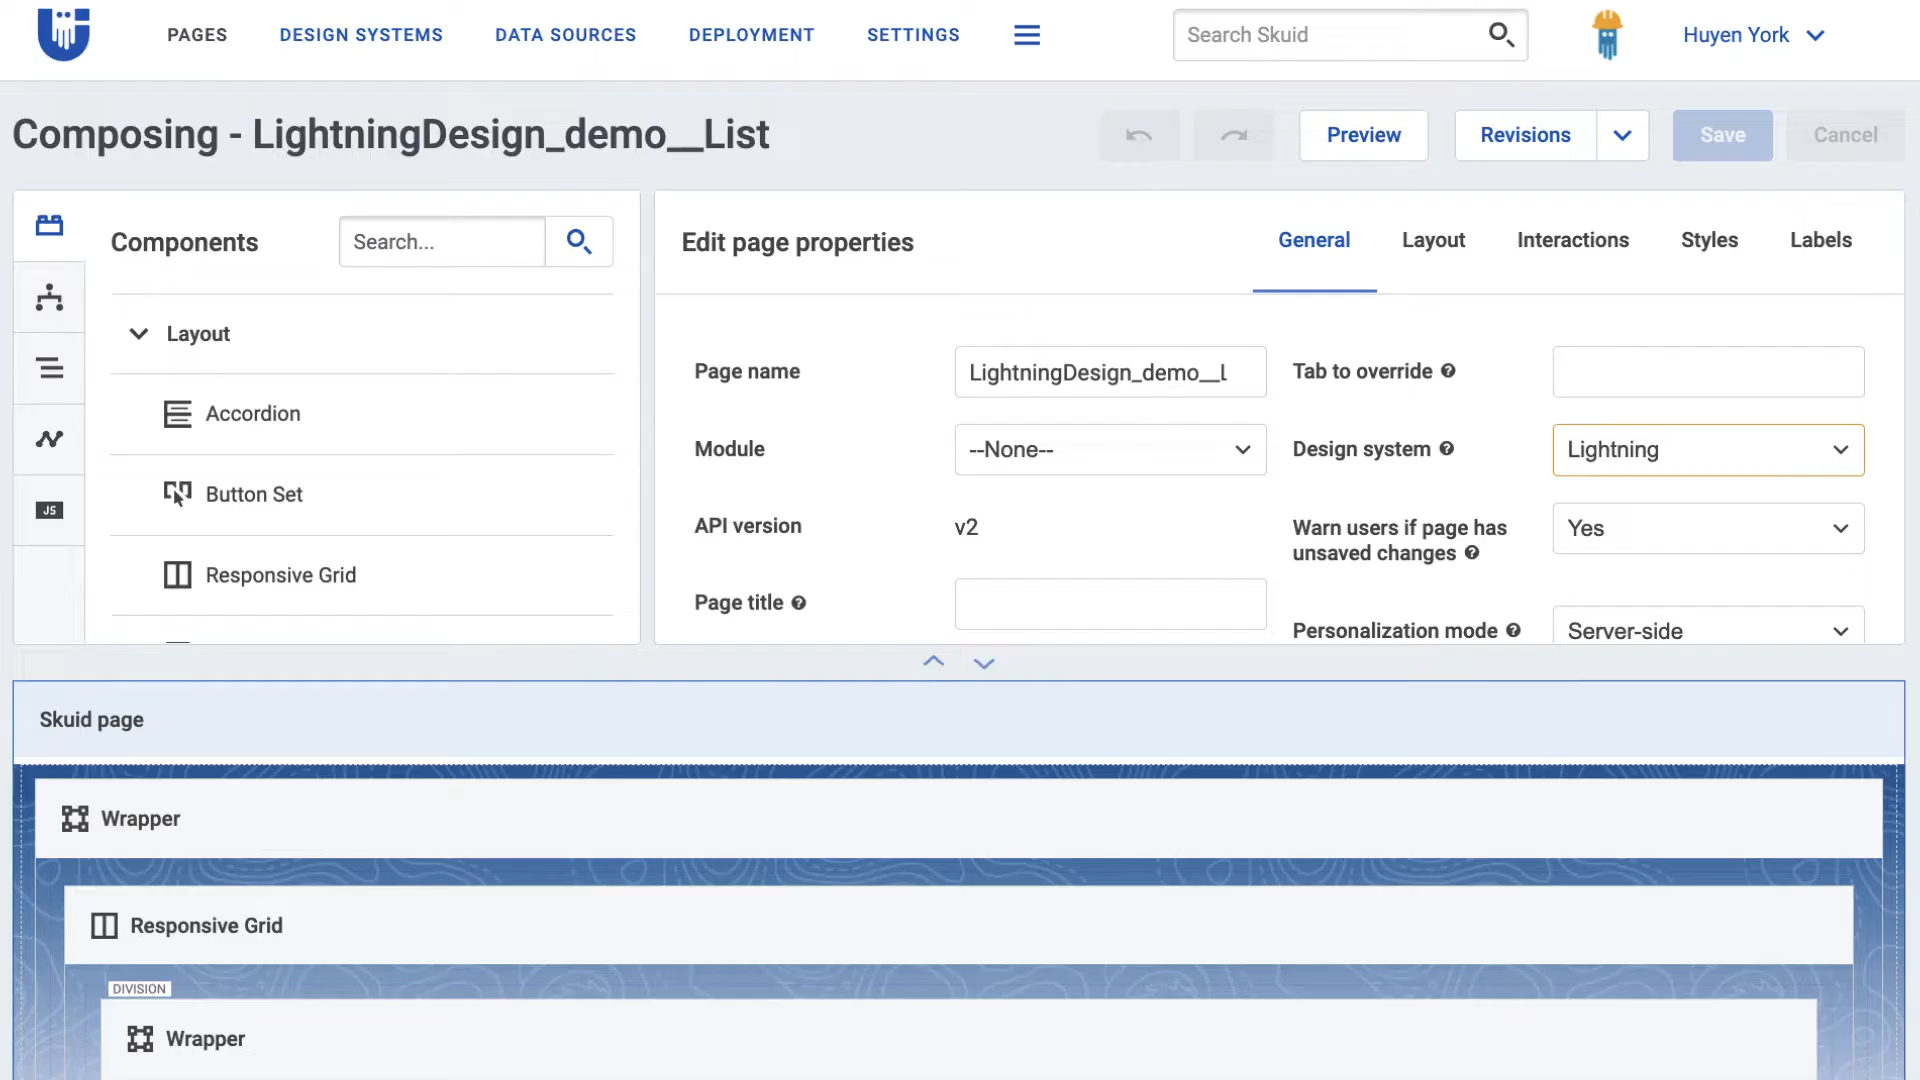 PAGES DESIGN SYSTEMS DATA SOURCES DEPLOYMENT SETTINGS Search Skuid Huyen York
Composing - LightningDesign_demo__List
Preview Revisions Save Cancel
Components Search...
Edit page properties General Layout Interactions Styles Labels
Layout
Accordion
Button Set
Responsive Grid
JS
Page name LightningDesign_demo__L
Tab to override
Module --None--
Design system Lightning
API version v2
Warn users if page has
unsaved changes Yes
Page title
Personalization mode Server-side
Skuid page
Wrapper
Responsive Grid
DIVISION
Wrapper